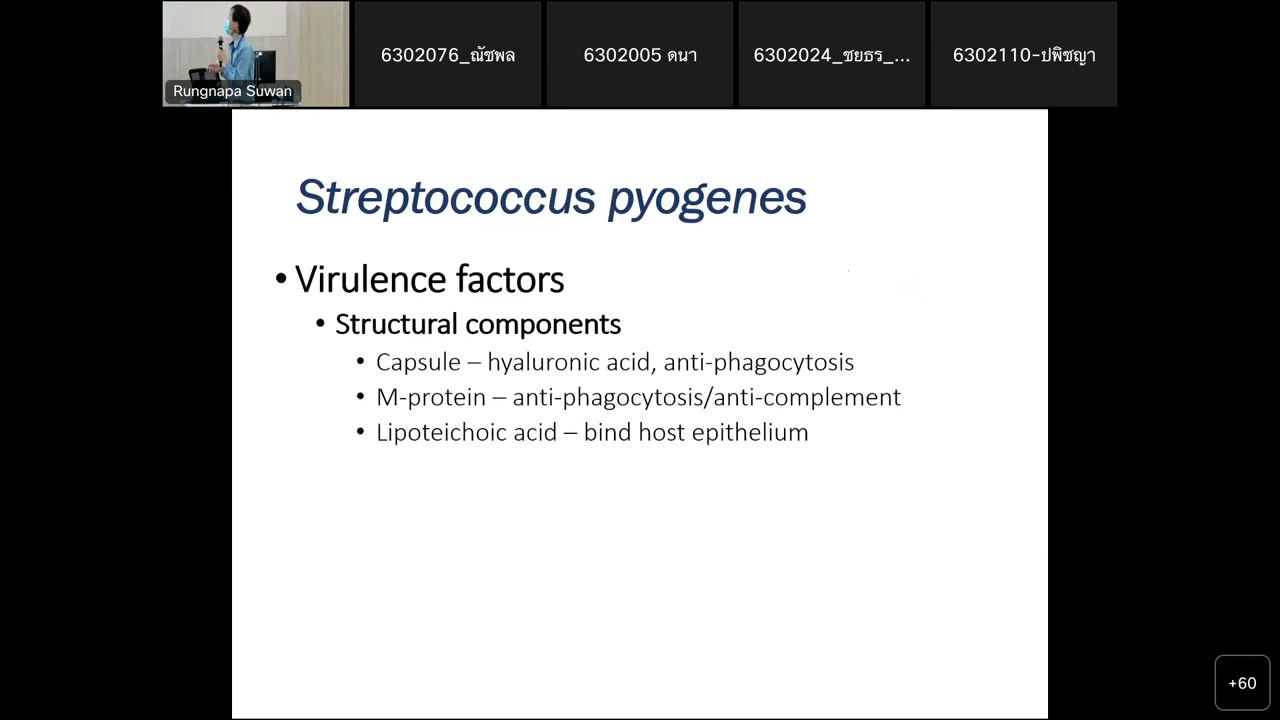 Rungnapa Suwan
6302076_ณัชพล
6302005 ดนา
6302024_ชยธร_...
6302110-ปพิชญา
Streptococcus pyogenes
• Virulence factors
• Structural components
• Capsule – hyaluronic acid, anti-phagocytosis
• M-protein – anti-phagocytosis/anti-complement
• Lipoteichoic acid – bind host epithelium
+60